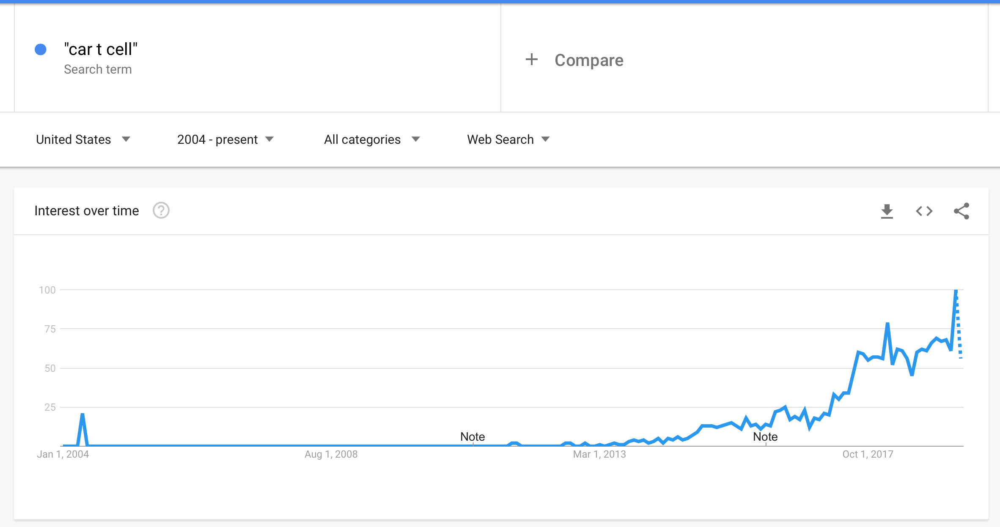 "car t cell"
Search term
+ Compare
United States
2004 - present
All categories
Web Search
Interest over time ?
100
75
50
25
Note
Note
Jan 1, 2004
Aug 1, 2008
Mar 1, 2013
Oct 1, 2017